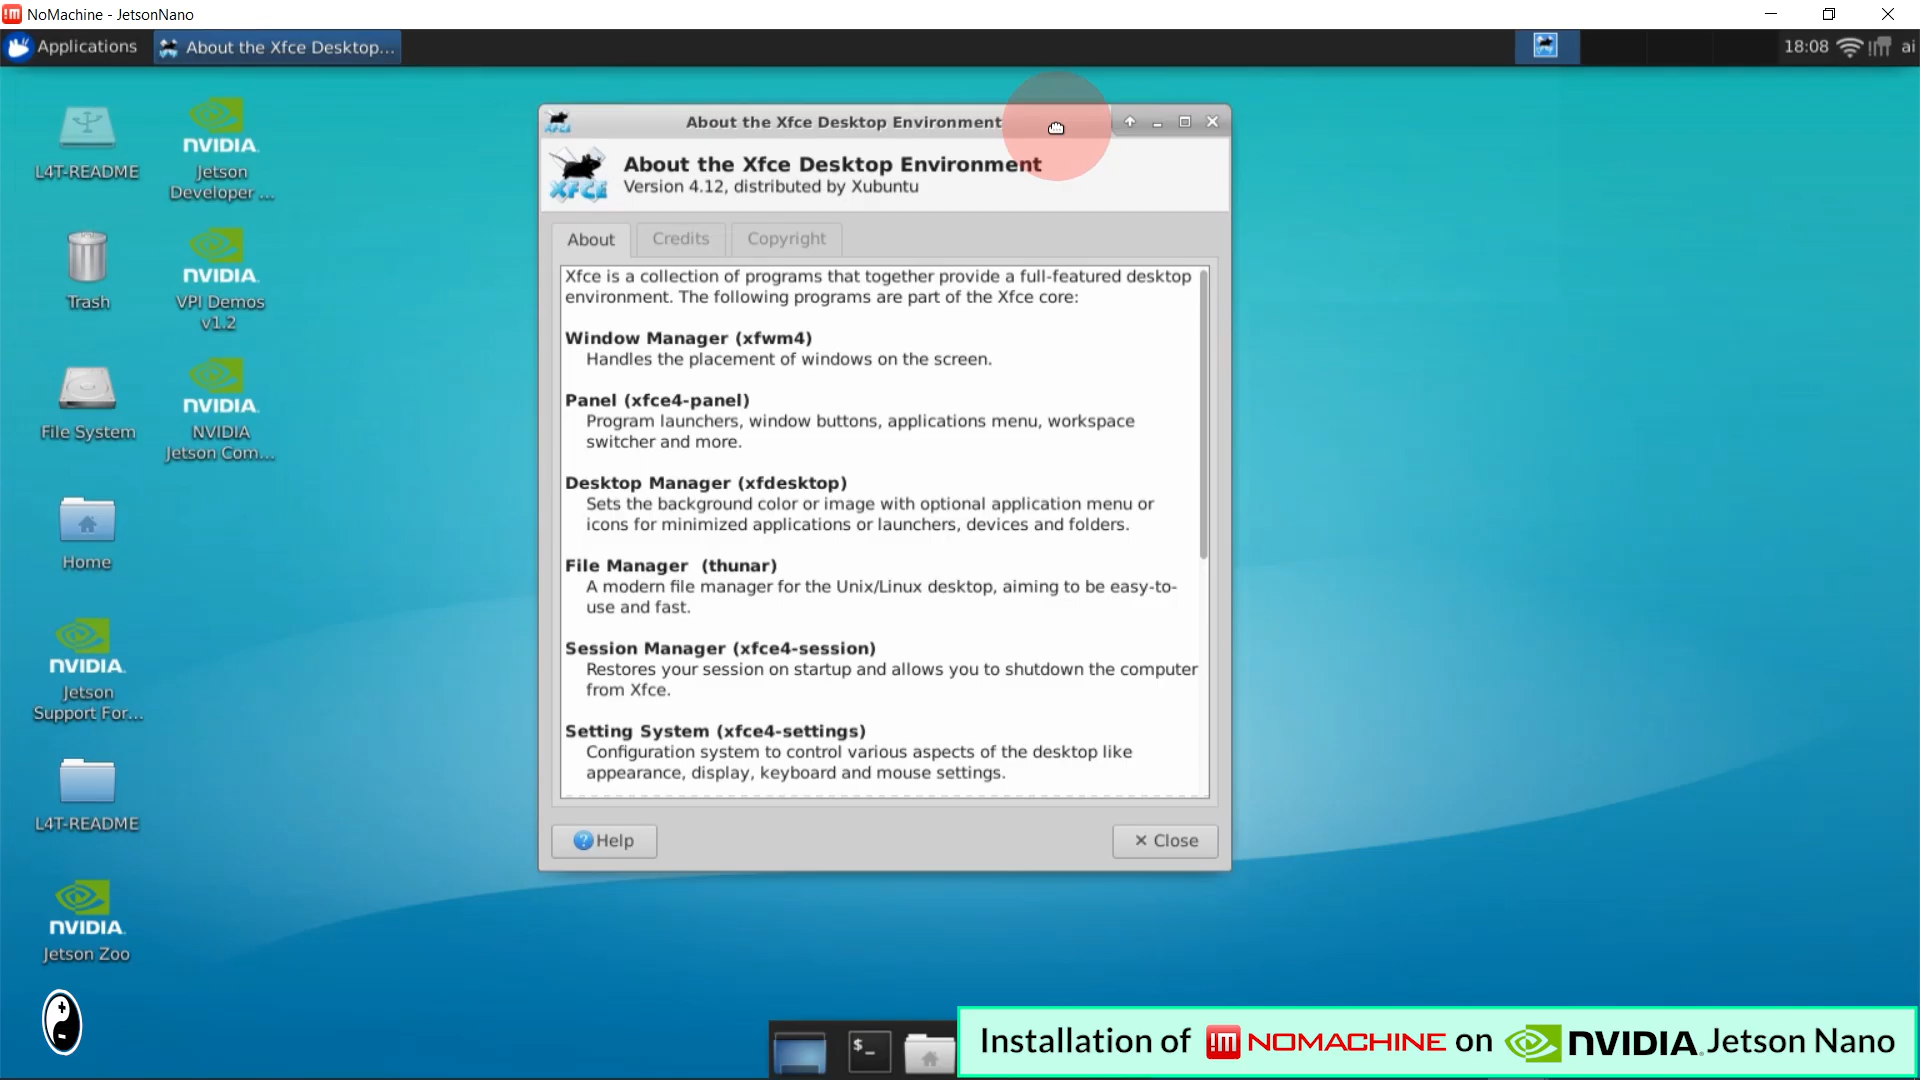 NoMachine - JetsonNano
Applications
About the Xfce Desktop...
18:08
ai
L4T-README
NVIDIA.
Jetson
Developer ...
Trash
NVIDIA.
VPI Demos
v1.2
File System
NVIDIA.
NVIDIA
Jetson Com...
Home
NVIDIA.
Jetson
Support For...
L4T-README
NVIDIA.
Jetson Zoo
About the Xfce Desktop Environment
XFCE
About the Xfce Desktop Environment
Version 4.12, distributed by Xubuntu
About
Credits
Copyright
Xfce is a collection of programs that together provide a full-featured desktop
environment. The following programs are part of the Xfce core:
Window Manager (xfwm4)
Handles the placement of windows on the screen.
Panel (xfce4-panel)
Program launchers, window buttons, applications menu, workspace
switcher and more.
Desktop Manager (xfdesktop)
Sets the background color or image with optional application menu or
icons for minimized applications or launchers, devices and folders.
File Manager (thunar)
A modern file manager for the Unix/Linux desktop, aiming to be easy-to-
use and fast.
Session Manager (xfce4-session)
Restores your session on startup and allows you to shutdown the computer
from Xfce.
Setting System (xfce4-settings)
Configuration system to control various aspects of the desktop like
appearance, display, keyboard and mouse settings.
Help
Close
$_
Installation of !m NOMACHINE on NVIDIA. Jetson Nano